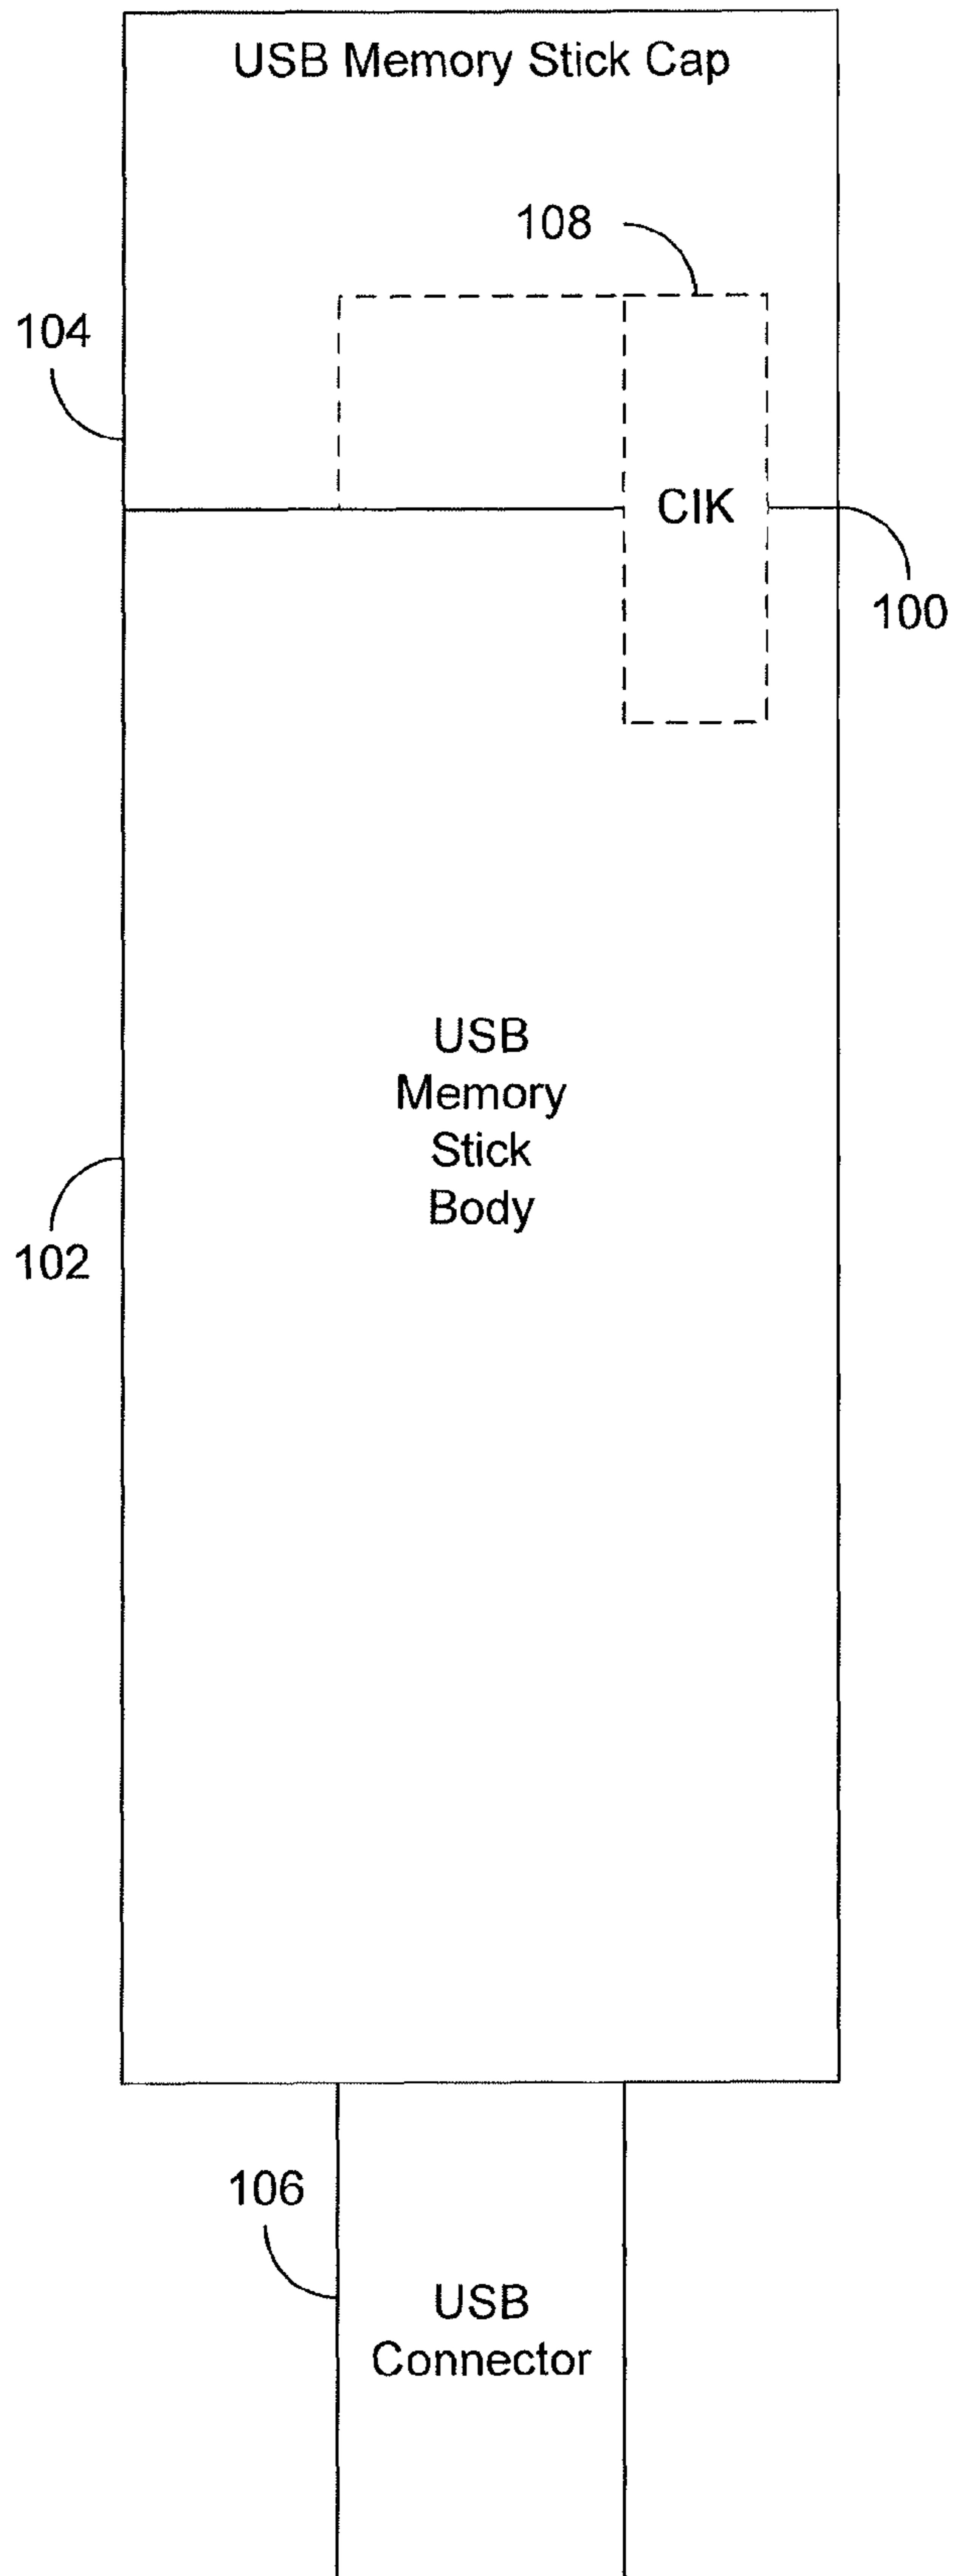 USB Memory Stick Cap
108
104
CIK
100
USB
Memory
Stick
Body
102
106
USB
Connector